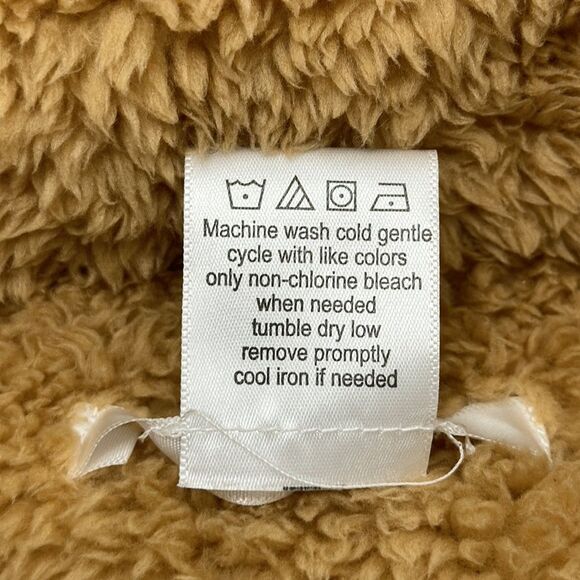 Machine wash cold gentle
cycle with like colors
only non-chlorine bleach
when needed
tumble dry low
remove promptly
cool iron if needed